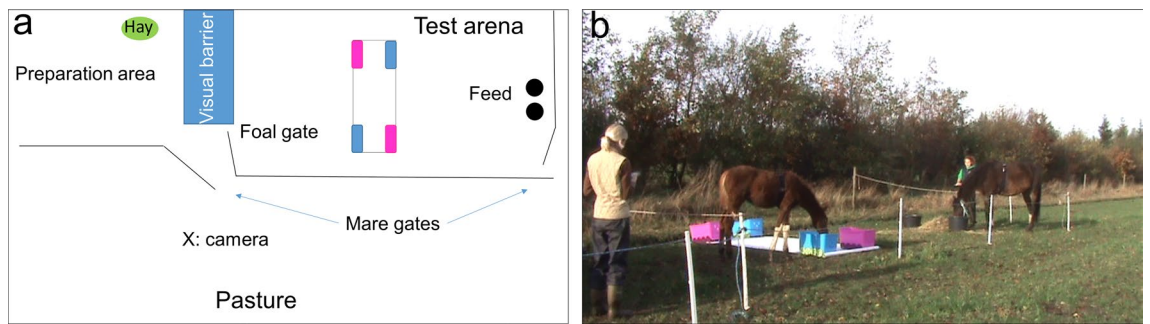 a
Hay
Preparation area
Visual barrier
Foal gate
Test arena
Feed
Mare gates
X: camera
Pasture
b